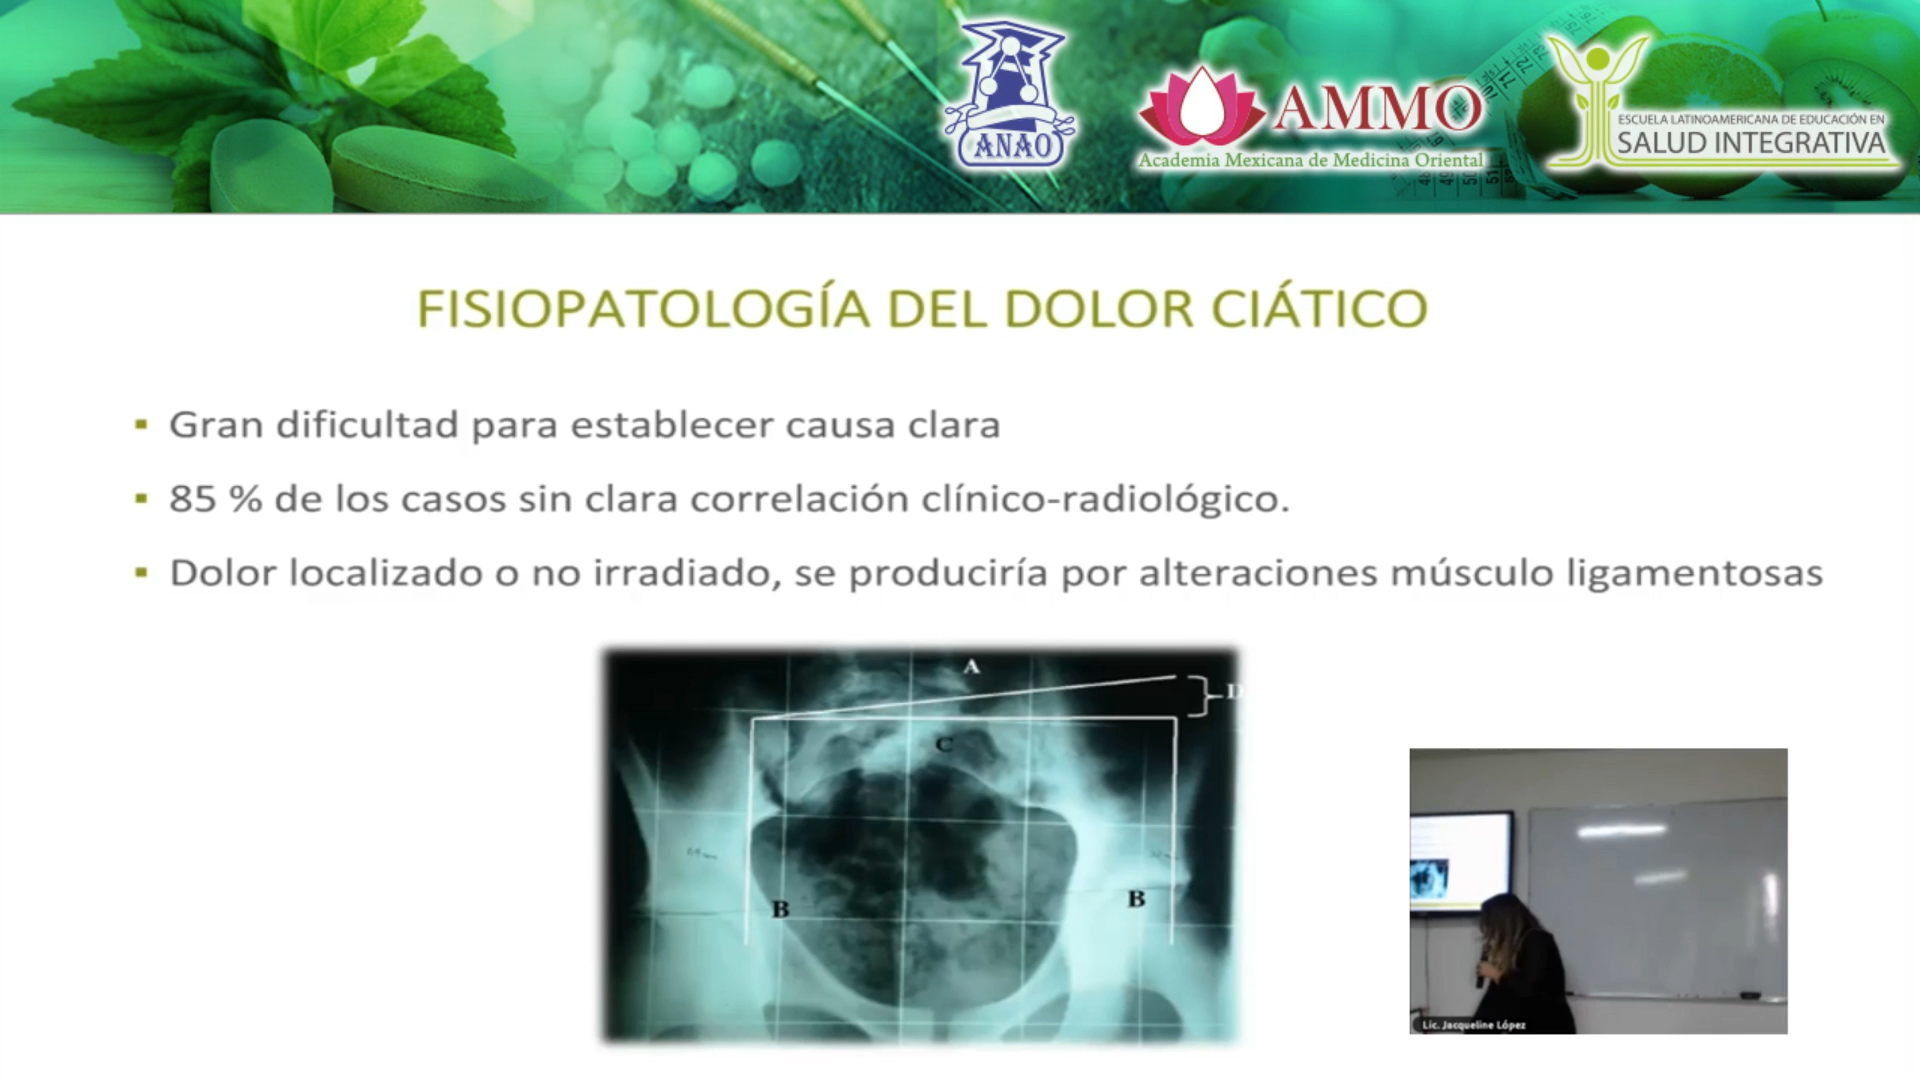 ANAO
AMMO
Academia Mexicana de Medicina Oriental
ESCUELA LATINOAMERICANA DE EDUCACIÓN EN
SALUD INTEGRATIVA
FISIOPATOLOGÍA DEL DOLOR CIÁTICO
Gran dificultad para establecer causa clara
85 % de los casos sin clara correlación clínico-radiológico.
Dolor localizado o no irradiado, se produciría por alteraciones músculo ligamentosas
A
D
C
B
B
Lic. Jacqueline López